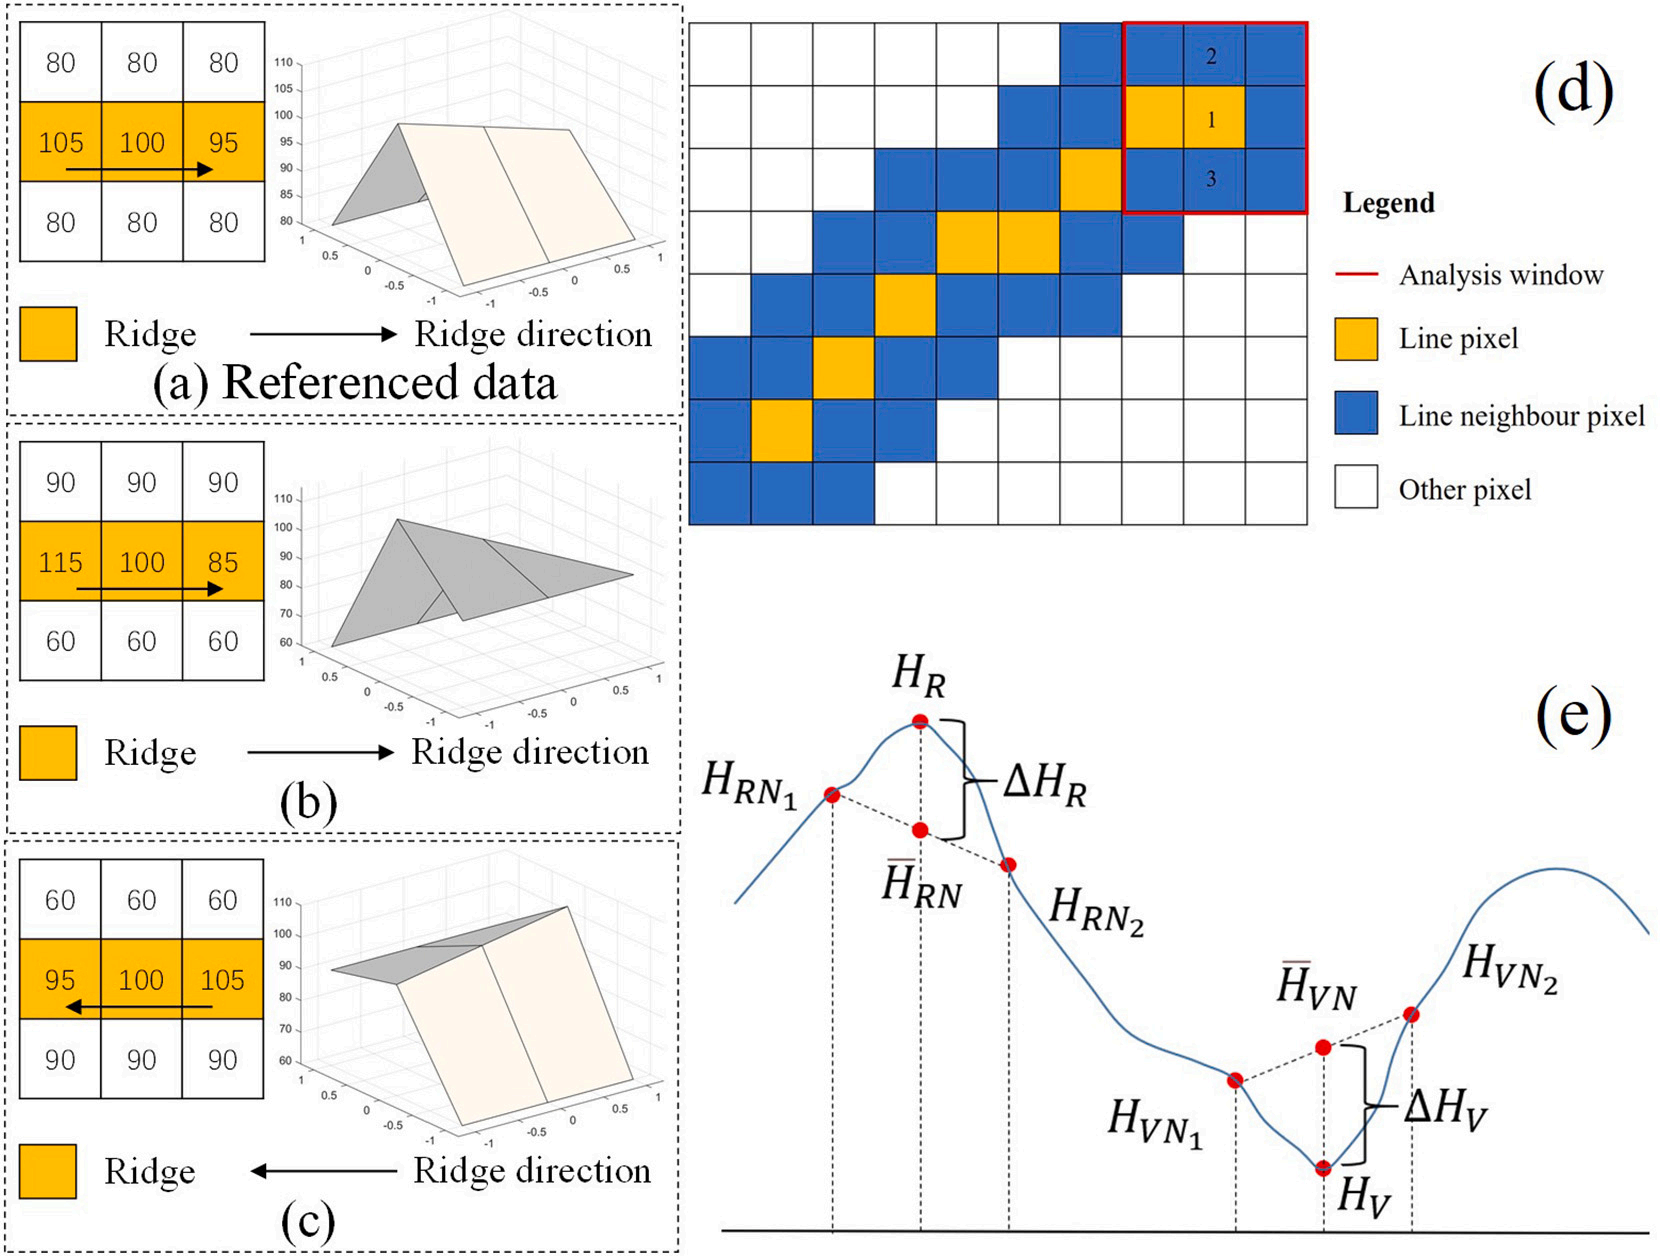 80 80 80
105 100 95
80 80 80
110
105
100
95
90
85
80
1
0.5
0
-0.5
-1
-1
-0.5
0
0.5
1
Ridge Ridge direction
(a) Referenced data
90 90 90
115 100 85
60 60 60
110
100
90
80
70
60
1
0.5
0
-0.5
-1
-1
-0.5
0
0.5
1
Ridge Ridge direction
(b)
60 60 60
95 100 105
90 90 90
110
100
90
80
70
60
1
0.5
0
-0.5
-1
-1
-0.5
0
0.5
1
Ridge Ridge direction
(c)
2
1
3
(d)
Legend
Analysis window
Line pixel
Line neighbour pixel
Other pixel
(e)
H_R
H_{RN_1}
ΔH_R
H̅_{RN}
H_{RN_2}
H̅_{VN}
H_{VN_2}
H_{VN_1}
ΔH_V
H_V